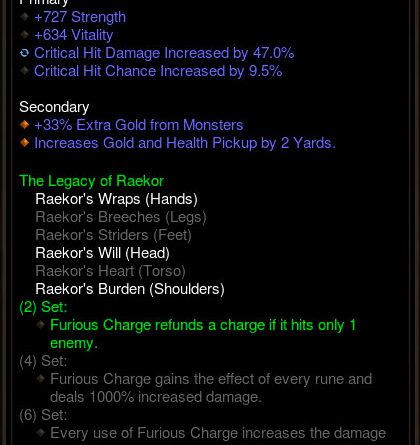 Primary
+727 Strength
+634 Vitality
Critical Hit Damage Increased by 47.0%
Critical Hit Chance Increased by 9.5%
Secondary
+33% Extra Gold from Monsters
Increases Gold and Health Pickup by 2 Yards.
The Legacy of Raekor
Raekor's Wraps (Hands)
Raekor's Breeches (Legs)
Raekor's Striders (Feet)
Raekor's Will (Head)
Raekor's Heart (Torso)
Raekor's Burden (Shoulders)
(2) Set:
Furious Charge refunds a charge if it hits only 1
enemy.
(4) Set:
Furious Charge gains the effect of every rune and
deals 1000% increased damage.
(6) Set:
Every use of Furious Charge increases the damage